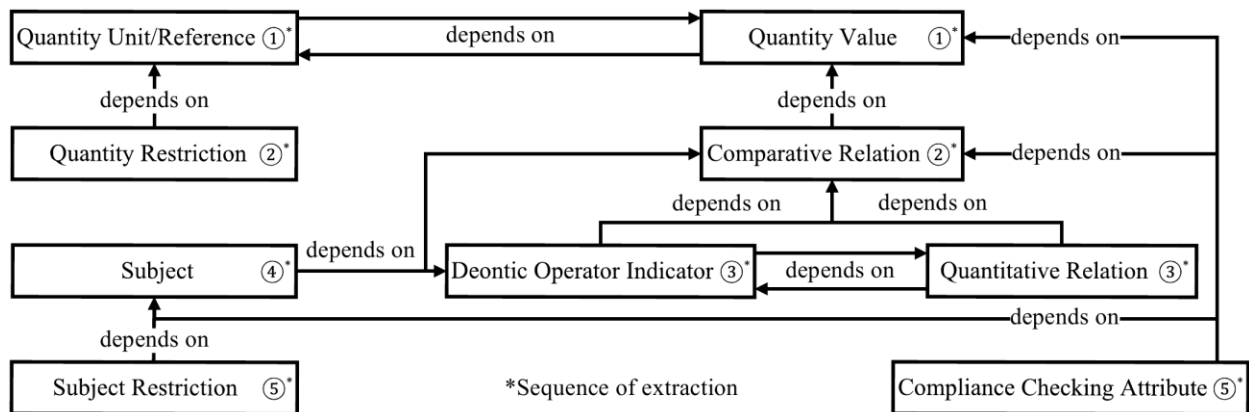 Quantity Unit/Reference ①*
depends on
Quantity Value ①*
depends on
depends on
depends on
Quantity Restriction ②*
Comparative Relation ②*
depends on
depends on
depends on
Subject ④*
depends on
Deontic Operator Indicator ③*
depends on
Quantitative Relation ③*
depends on
depends on
Subject Restriction ⑤*
*Sequence of extraction
Compliance Checking Attribute ⑤*